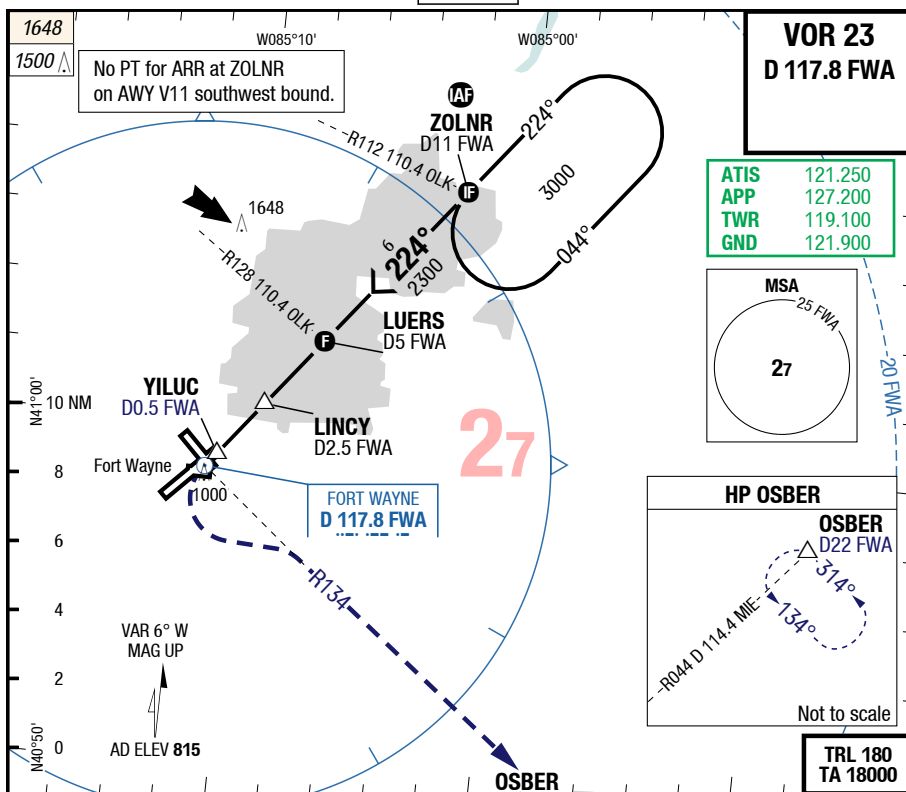 1648
1500
No PT for ARR at ZOLNR
on AWY V11 southwest bound.
W085°10'
W085°00'
VOR 23
D 117.8 FWA
IAF
ZOLNR
D11 FWA
IF
R112 110.4 OLK
224°
3000
044°
ATIS 121.250
APP 127.200
TWR 119.100
GND 121.900
1648
R128 110.4 OLK
6
224°
2300
LUERS
D5 FWA
F
MSA
25 FWA
27
20 FWA
YILUC
D0.5 FWA
LINCY
D2.5 FWA
27
N41°00'
10 NM
Fort Wayne
8
1000
FORT WAYNE
D 117.8 FWA
6
R134
4
VAR 6° W
MAG UP
2
AD ELEV 815
N40°50'
0
OSBER
HP OSBER
OSBER
D22 FWA
314°
134°
R044 D 114.4 MIE
Not to scale
TRL 180
TA 18000